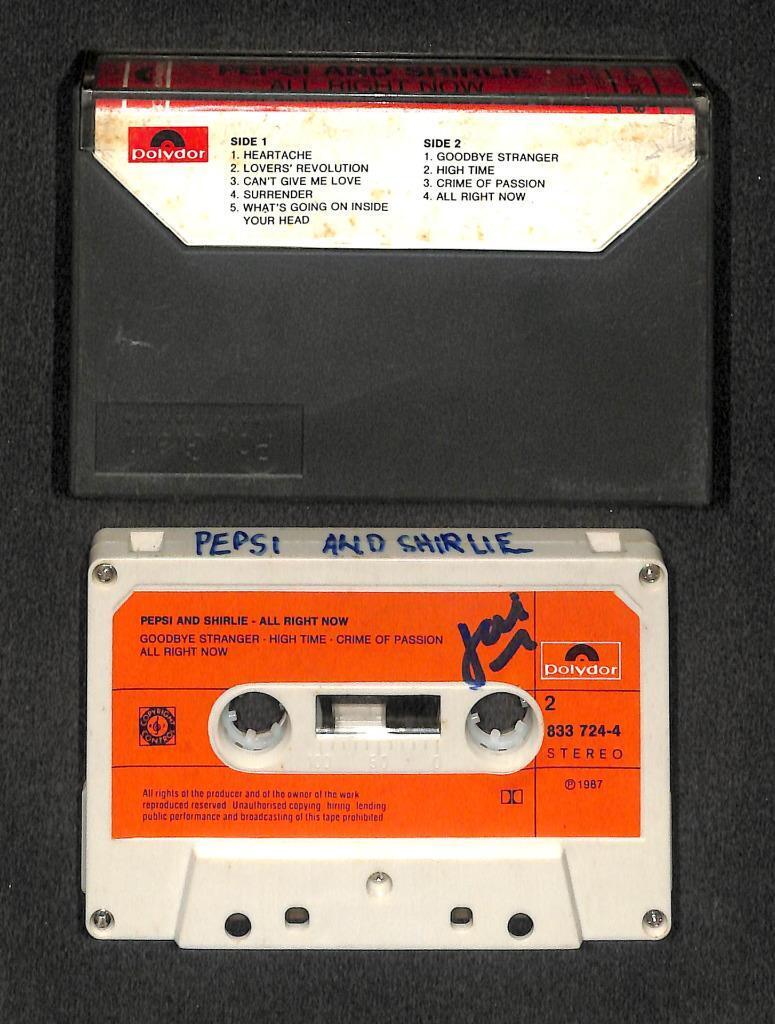 PEPSI AND SHIRLIE
ALL RIGHT NOW
polydor
SIDE 1
1. HEARTACHE
2. LOVERS' REVOLUTION
3. CAN'T GIVE ME LOVE
4. SURRENDER
5. WHAT'S GOING ON INSIDE
YOUR HEAD
SIDE 2
1. GOODBYE STRANGER
2. HIGH TIME
3. CRIME OF PASSION
4. ALL RIGHT NOW
PEPSI AND SHIRLIE
PEPSI AND SHIRLIE - ALL RIGHT NOW
GOODBYE STRANGER · HIGH TIME · CRIME OF PASSION
ALL RIGHT NOW
polydor
COPYRIGHT CONTROL
2
833 724-4
STEREO
℗ 1987
All rights of the producer and of the owner of the work
reproduced reserved Unauthorised copying hiring lending
public performance and broadcasting of this tape prohibited